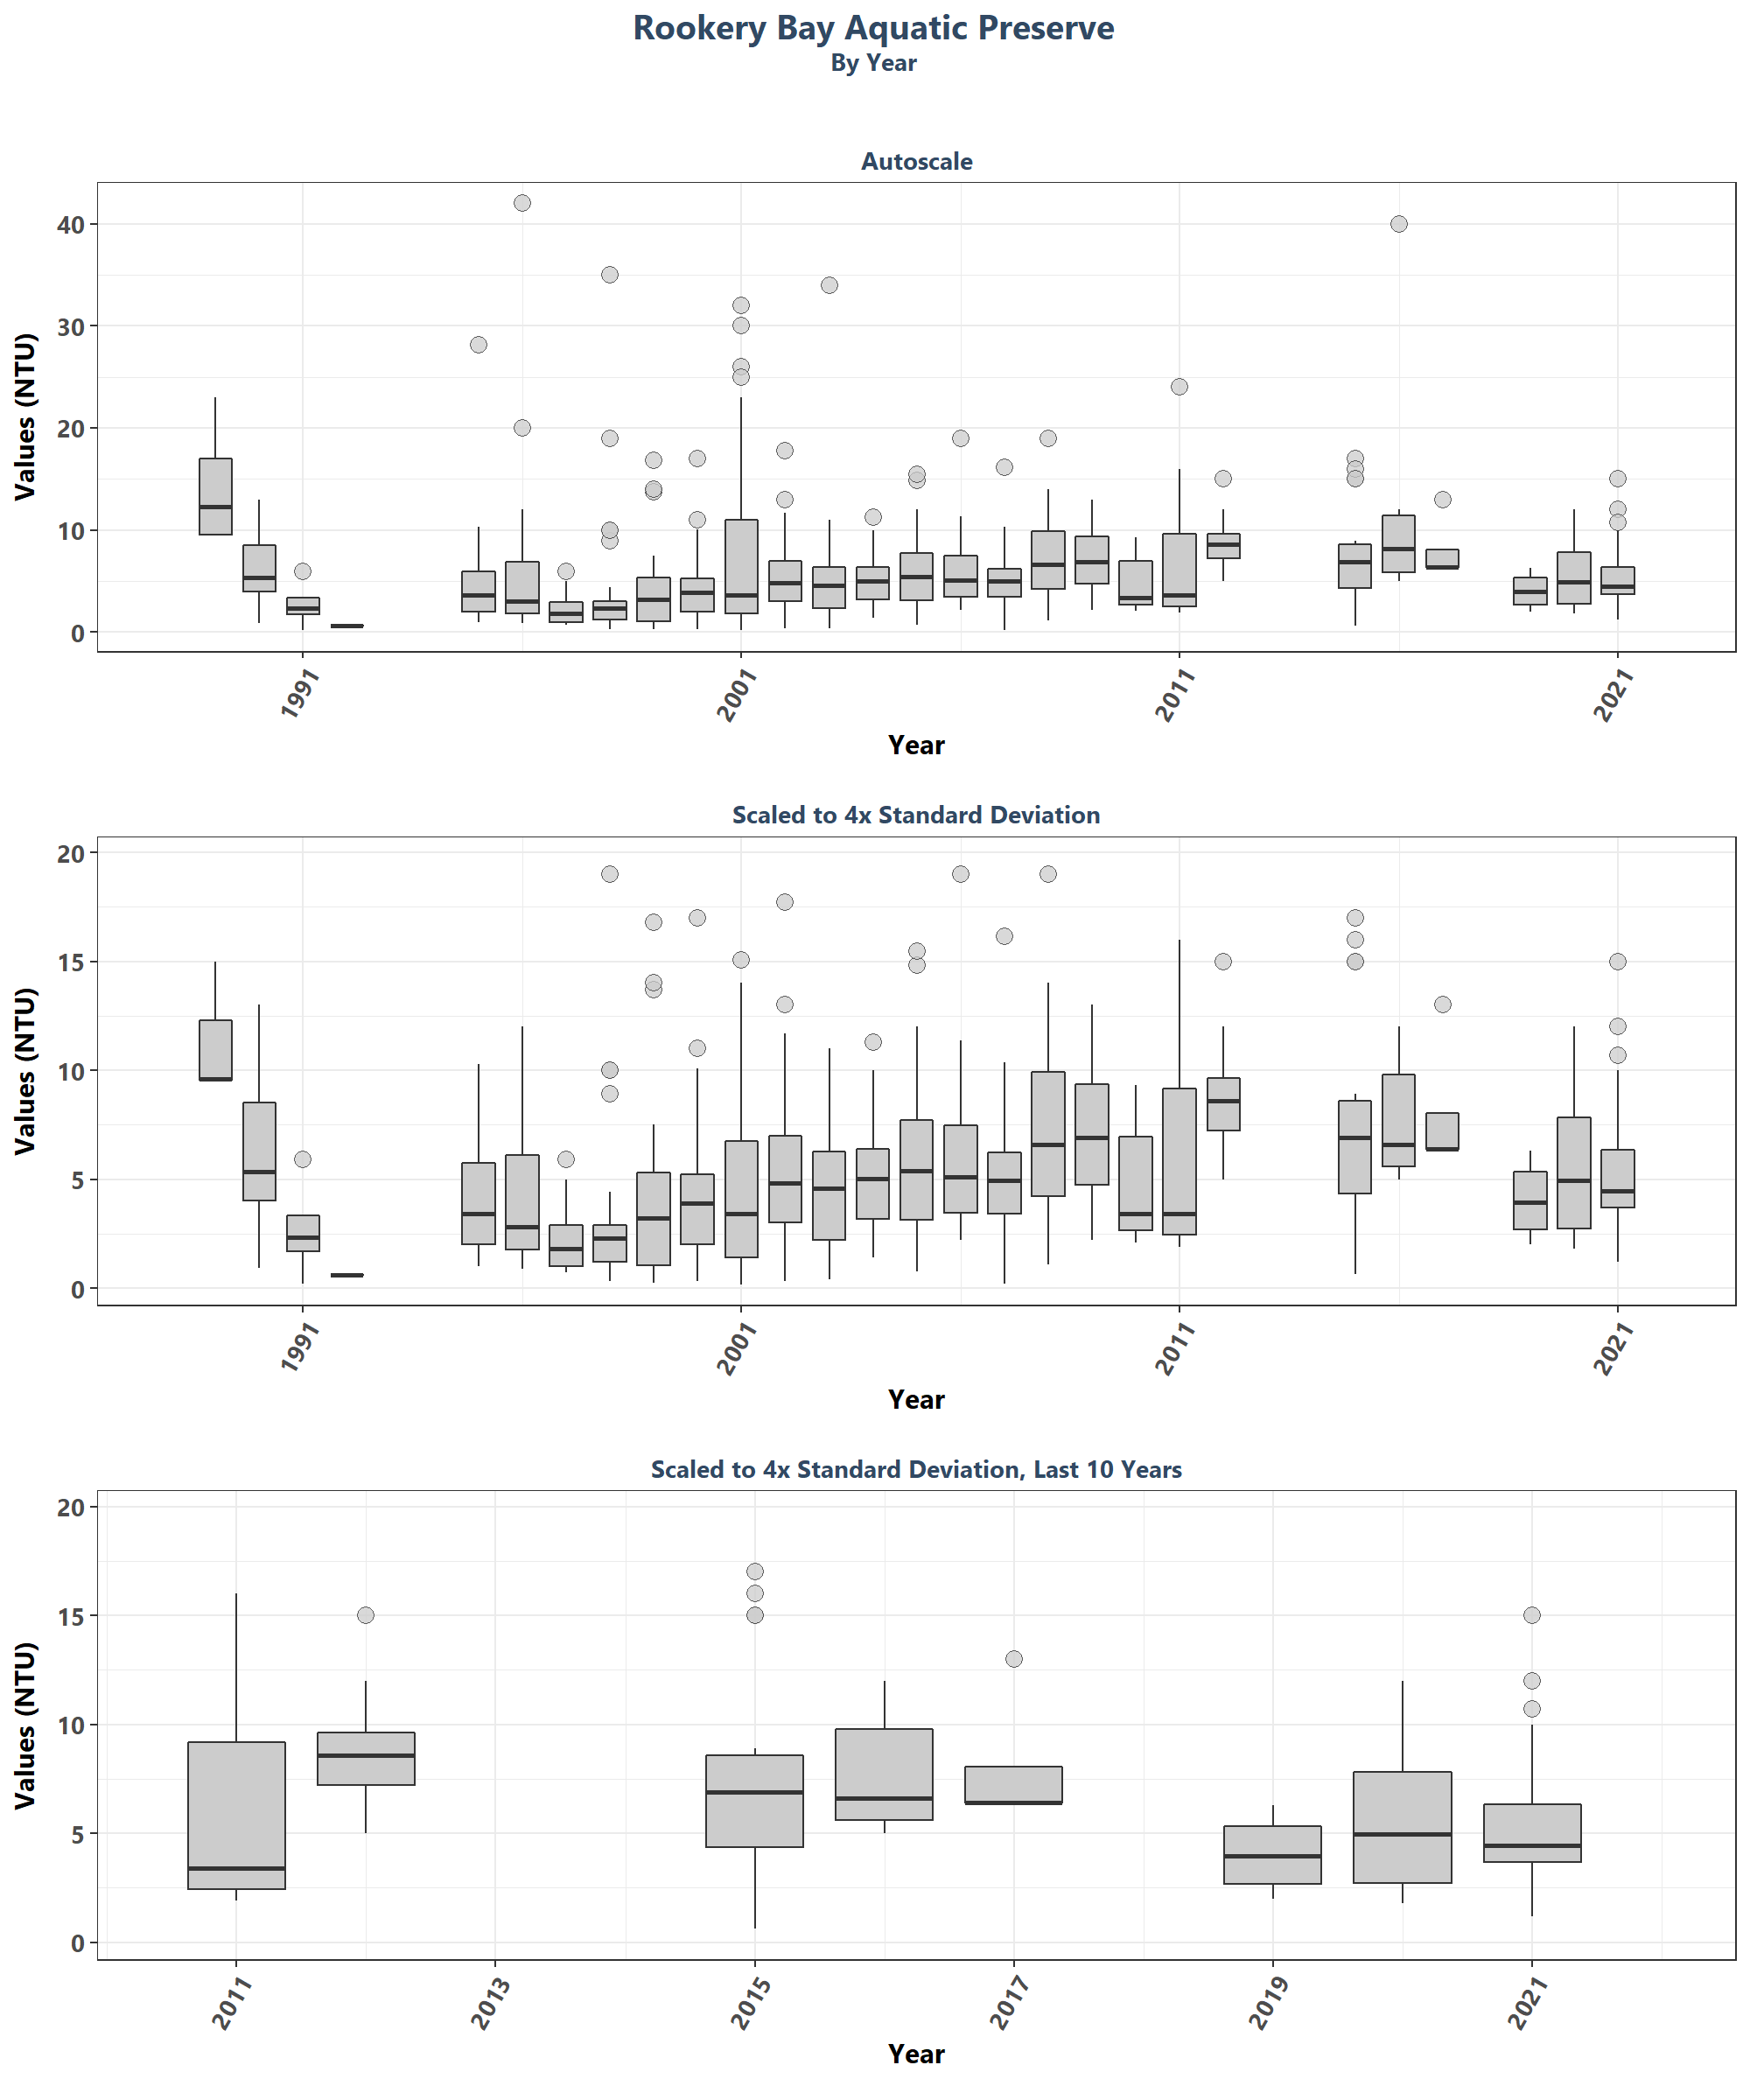 Rookery Bay Aquatic Preserve
By Year
Autoscale
Values (NTU)
40
30
20
10
0
1991
2001
2011
2021
Year
Scaled to 4x Standard Deviation
Values (NTU)
20
15
10
5
0
1991
2001
2011
2021
Year
Scaled to 4x Standard Deviation, Last 10 Years
Values (NTU)
20
15
10
5
0
2011
2013
2015
2017
2019
2021
Year